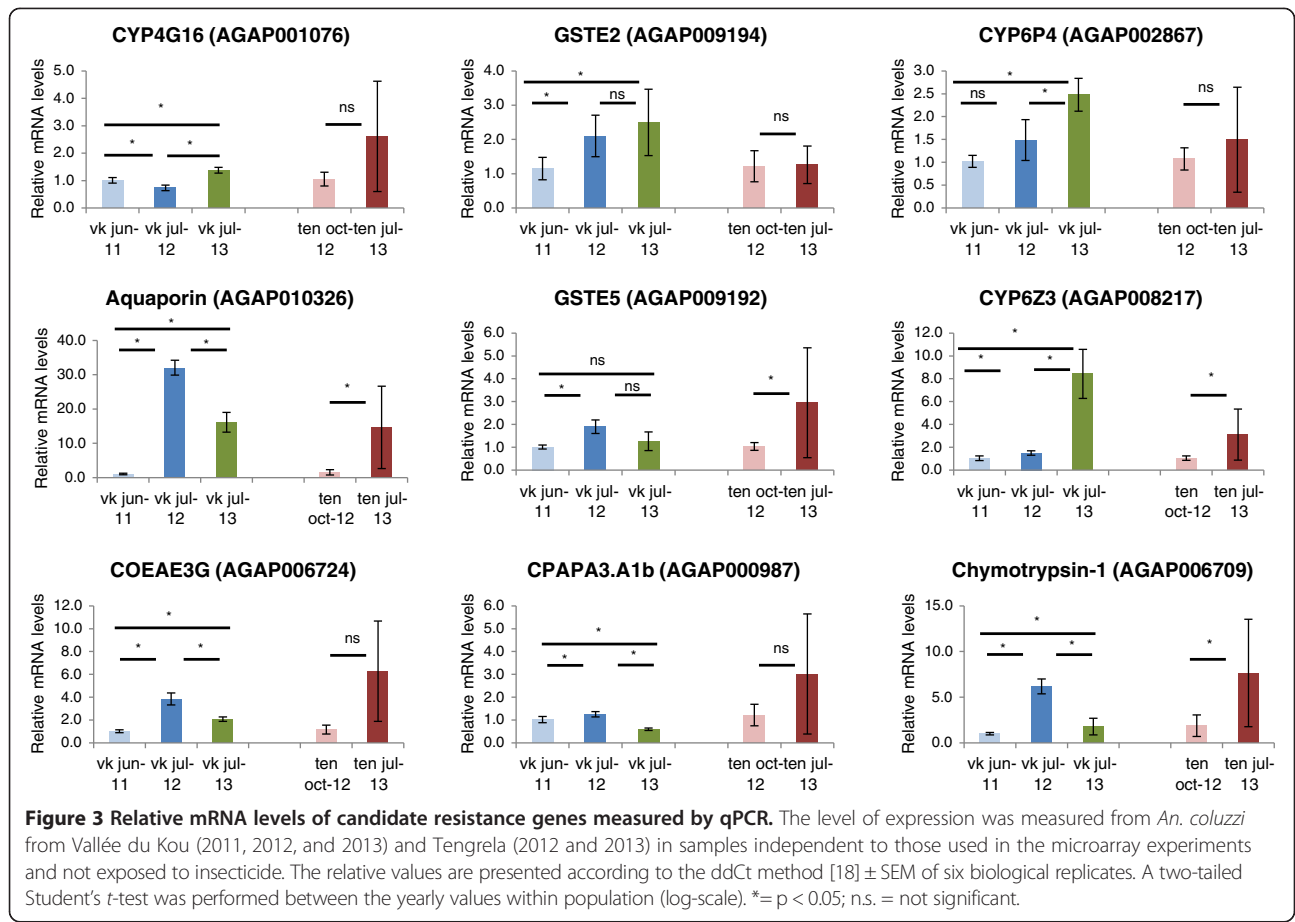 CYP4G16 (AGAP001076)
Relative mRNA levels
5.0
4.0
3.0
2.0
1.0
0.0
*
*
*
ns
vk jun-11
vk jul-12
vk jul-13
ten oct-12
ten jul-13
GSTE2 (AGAP009194)
Relative mRNA levels
4.0
3.0
2.0
1.0
0.0
*
*
ns
ns
vk jun-11
vk jul-12
vk jul-13
ten oct-12
ten jul-13
CYP6P4 (AGAP002867)
Relative mRNA levels
3.0
2.5
2.0
1.5
1.0
0.5
0.0
*
ns
*
ns
vk jun-11
vk jul-12
vk jul-13
ten oct-12
ten jul-13
Aquaporin (AGAP010326)
Relative mRNA levels
40.0
30.0
20.0
10.0
0.0
*
*
*
*
vk jun-11
vk jul-12
vk jul-13
ten oct-12
ten jul-13
GSTE5 (AGAP009192)
Relative mRNA levels
6.0
5.0
4.0
3.0
2.0
1.0
0.0
ns
*
ns
*
vk jun-11
vk jul-12
vk jul-13
ten oct-12
ten jul-13
CYP6Z3 (AGAP008217)
Relative mRNA levels
12.0
10.0
8.0
6.0
4.0
2.0
0.0
*
*
*
*
vk jun-11
vk jul-12
vk jul-13
ten oct-12
ten jul-13
COEAE3G (AGAP006724)
Relative mRNA levels
12.0
10.0
8.0
6.0
4.0
2.0
0.0
*
*
*
ns
vk jun-11
vk jul-12
vk jul-13
ten oct-12
ten jul-13
CPAPA3.A1b (AGAP000987)
Relative mRNA levels
6.0
5.0
4.0
3.0
2.0
1.0
0.0
*
*
*
ns
vk jun-11
vk jul-12
vk jul-13
ten oct-12
ten jul-13
Chymotrypsin-1 (AGAP006709)
Relative mRNA levels
15.0
10.0
5.0
0.0
*
*
*
*
vk jun-11
vk jul-12
vk jul-13
ten oct-12
ten jul-13
Figure 3 Relative mRNA levels of candidate resistance genes measured by qPCR. The level of expression was measured from An. coluzzi
from Vallée du Kou (2011, 2012, and 2013) and Tengrela (2012 and 2013) in samples independent to those used in the microarray experiments
and not exposed to insecticide. The relative values are presented according to the ddCt method [18] ± SEM of six biological replicates. A two-tailed
Student's t-test was performed between the yearly values within population (log-scale). *= p < 0.05; n.s. = not significant.